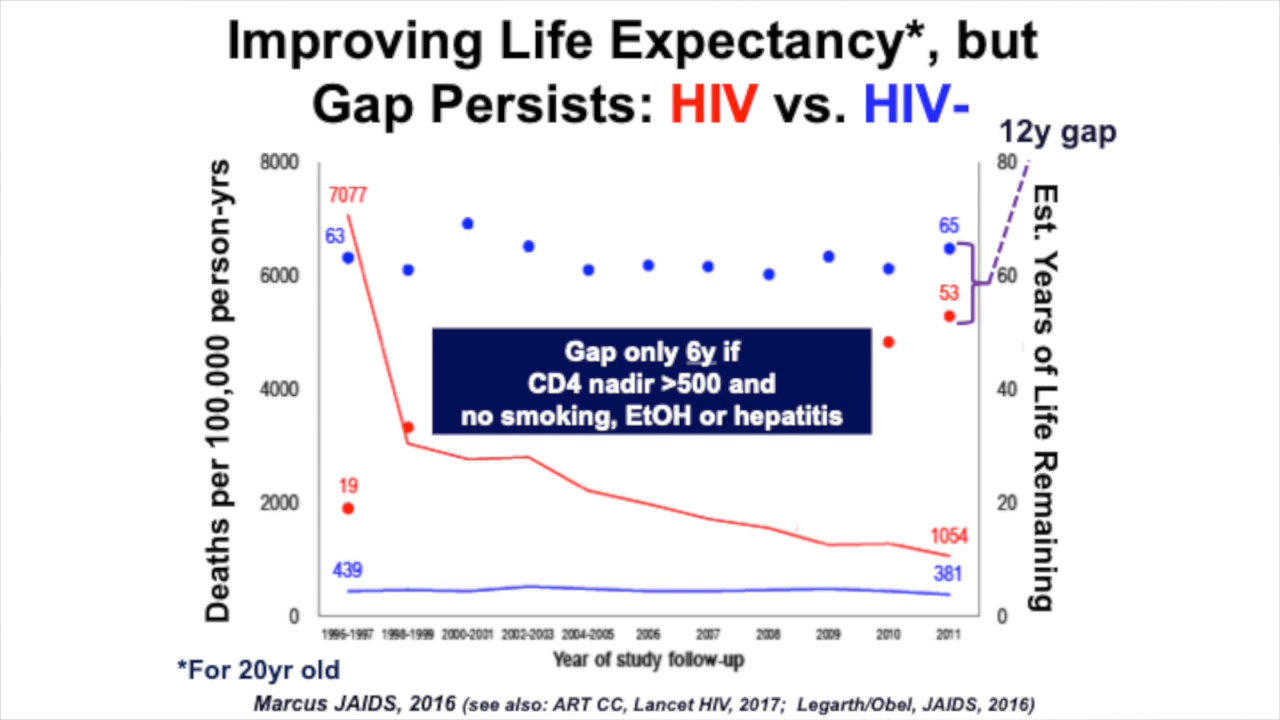 Improving Life Expectancy*, but
Gap Persists: HIV vs. HIV-
12y gap
Deaths per 100,000 person-yrs
8000
6000
4000
2000
0
7077
63
19
439
65
53
1054
381
Gap only 6y if
CD4 nadir >500 and
no smoking, EtOH or hepatitis
80
60
40
20
0
Est. Years of Life Remaining
1996-1997 1998-1999 2000-2001 2002-2003 2004-2005 2006 2007 2008 2009 2010 2011
Year of study follow-up
*For 20yr old
Marcus JAIDS, 2016 (see also: ART CC, Lancet HIV, 2017; Legarth/Obel, JAIDS, 2016)